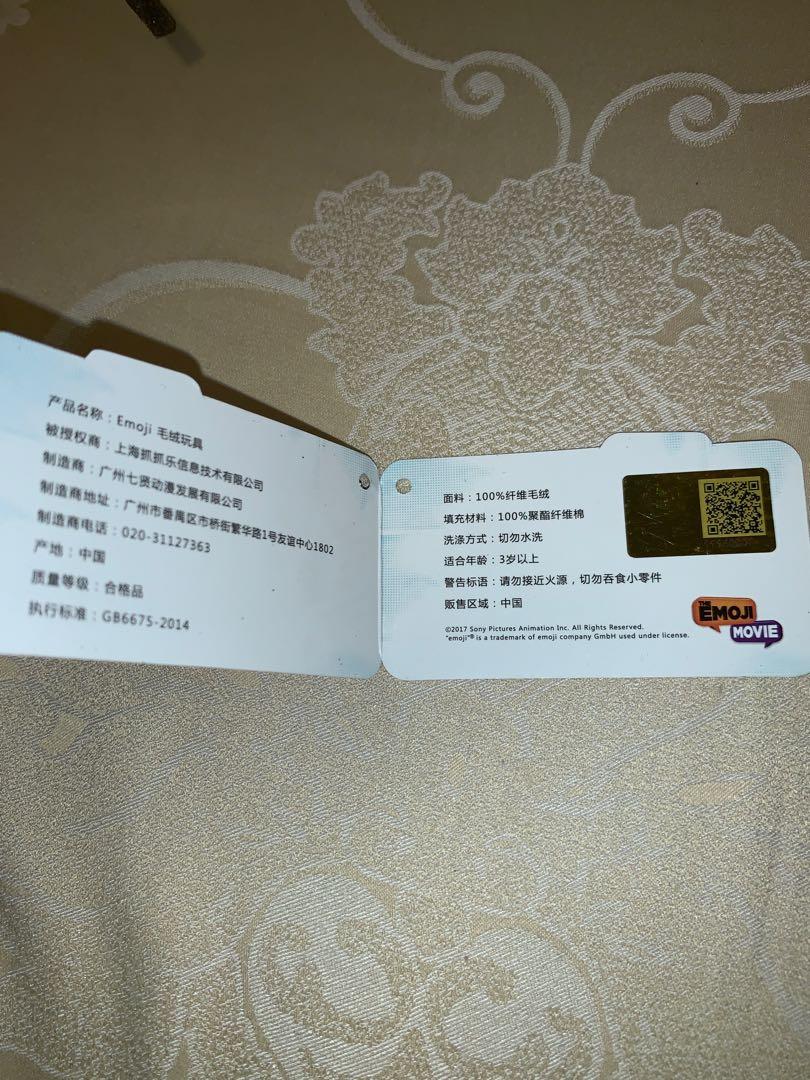 产品名称：Emoji 毛绒玩具
被授权商：上海抓抓乐信息技术有限公司
制造商：广州七贤动漫发展有限公司
制造商地址：广州市番禺区市桥街繁华路1号友谊中心1802
制造商电话：020-31127363
产地：中国
质量等级：合格品
执行标准：GB6675-2014
面料：100%纤维毛绒
填充材料：100%聚酯纤维棉
洗涤方式：切勿水洗
适合年龄：3岁以上
警告标语：请勿接近火源，切勿吞食小零件
贩售区域：中国
©2017 Sony Pictures Animation Inc. All Rights Reserved.
"emoji"® is a trademark of emoji company GmbH used under license.
THE
EMOJI
MOVIE